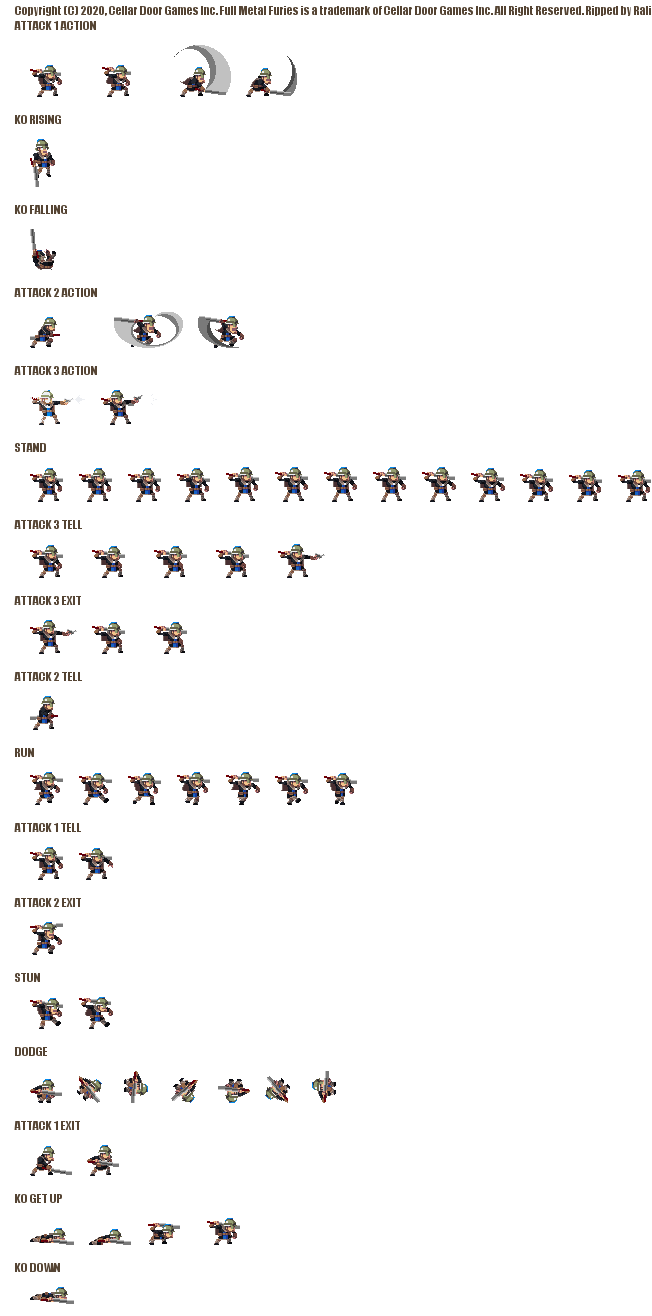 Copyright (C) 2020, Cellar Door Games Inc. Full Metal Furies is a trademark of Cellar Door Games Inc. All Right Reserved. Ripped by Rali
ATTACK 1 ACTION
KO RISING
KO FALLING
ATTACK 2 ACTION
ATTACK 3 ACTION
STAND
ATTACK 3 TELL
ATTACK 3 EXIT
ATTACK 2 TELL
RUN
ATTACK 1 TELL
ATTACK 2 EXIT
STUN
DODGE
ATTACK 1 EXIT
KO GET UP
KO DOWN